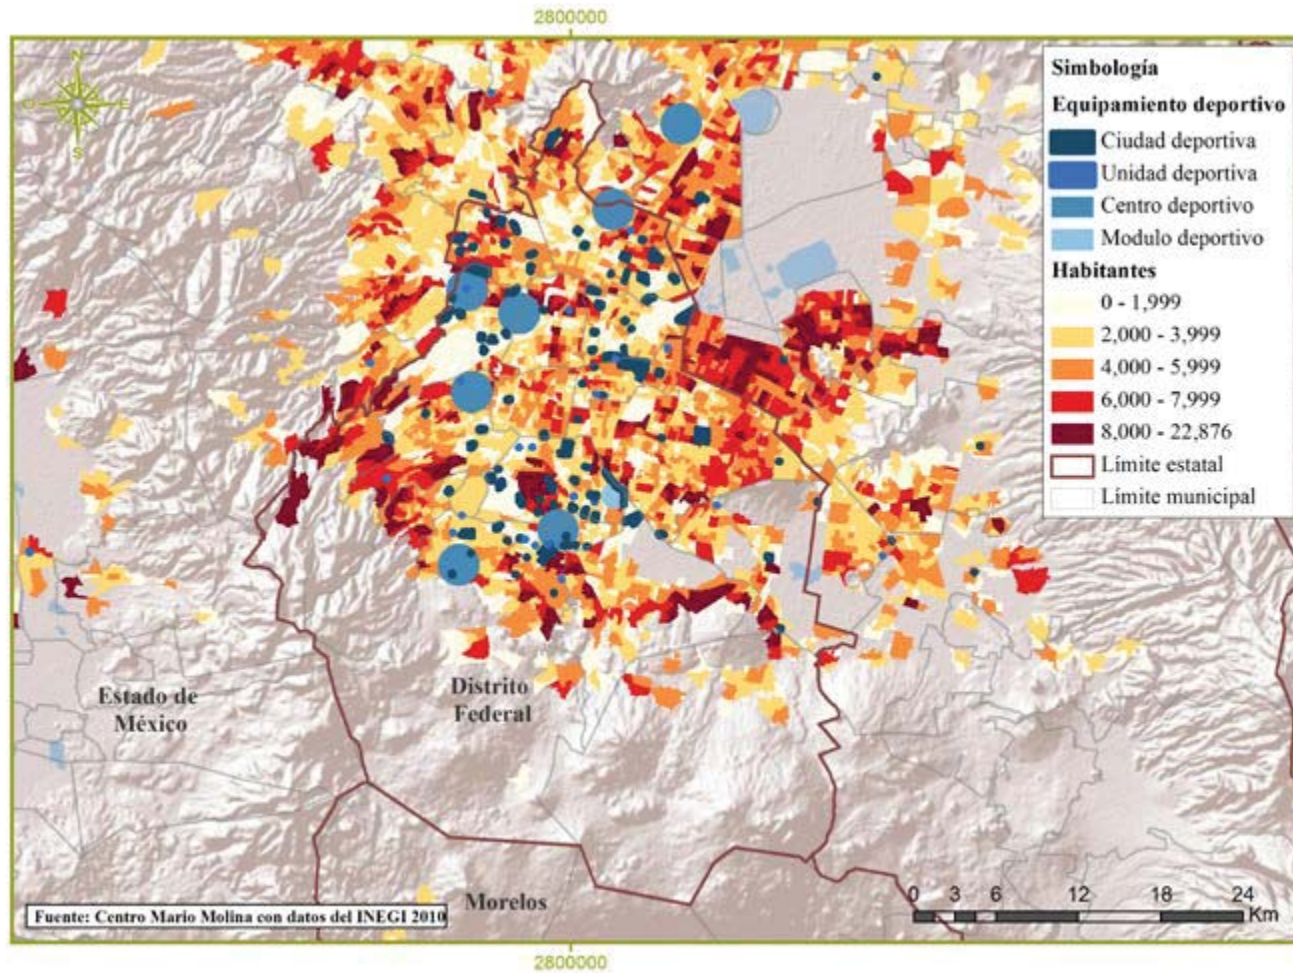 2800000
N
O
E
S
Simbología
Equipamiento deportivo
Ciudad deportiva
Unidad deportiva
Centro deportivo
Modulo deportivo
Habitantes
0 - 1,999
2,000 - 3,999
4,000 - 5,999
6,000 - 7,999
8,000 - 22,876
Límite estatal
Límite municipal
Estado de
México
Distrito
Federal
Morelos
0 3 6 12 18 24
Km
Fuente: Centro Mario Molina con datos del INEGI 2010
2800000